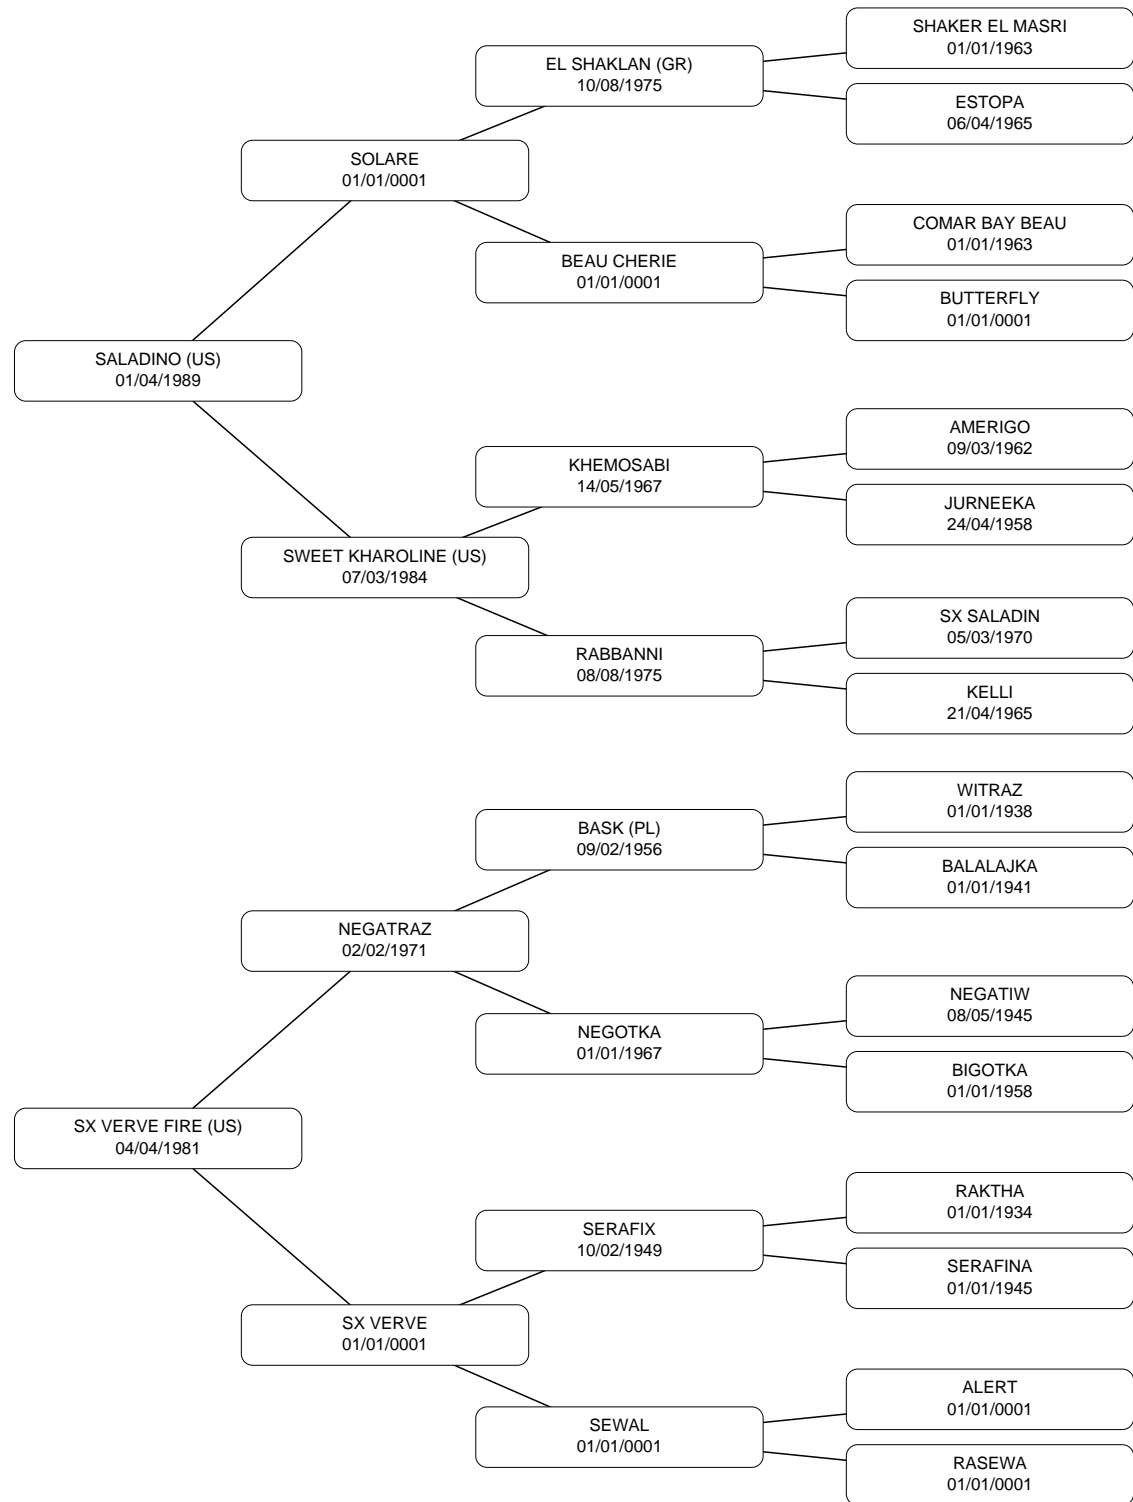 SHAKER EL MASRI
01/01/1963
EL SHAKLAN (GR)
10/08/1975
ESTOPA
06/04/1965
SOLARE
01/01/0001
COMAR BAY BEAU
01/01/1963
BEAU CHERIE
01/01/0001
BUTTERFLY
01/01/0001
SALADINO (US)
01/04/1989
AMERIGO
09/03/1962
KHEMOSABI
14/05/1967
JURNEEKA
24/04/1958
SWEET KHAROLINE (US)
07/03/1984
SX SALADIN
05/03/1970
RABBANNI
08/08/1975
KELLI
21/04/1965
WITRAZ
01/01/1938
BASK (PL)
09/02/1956
BALALAJKA
01/01/1941
NEGATRAZ
02/02/1971
NEGATIW
08/05/1945
NEGOTKA
01/01/1967
BIGOTKA
01/01/1958
SX VERVE FIRE (US)
04/04/1981
RAKTHA
01/01/1934
SERAFIX
10/02/1949
SERAFINA
01/01/1945
SX VERVE
01/01/0001
ALERT
01/01/0001
SEWAL
01/01/0001
RASEWA
01/01/0001